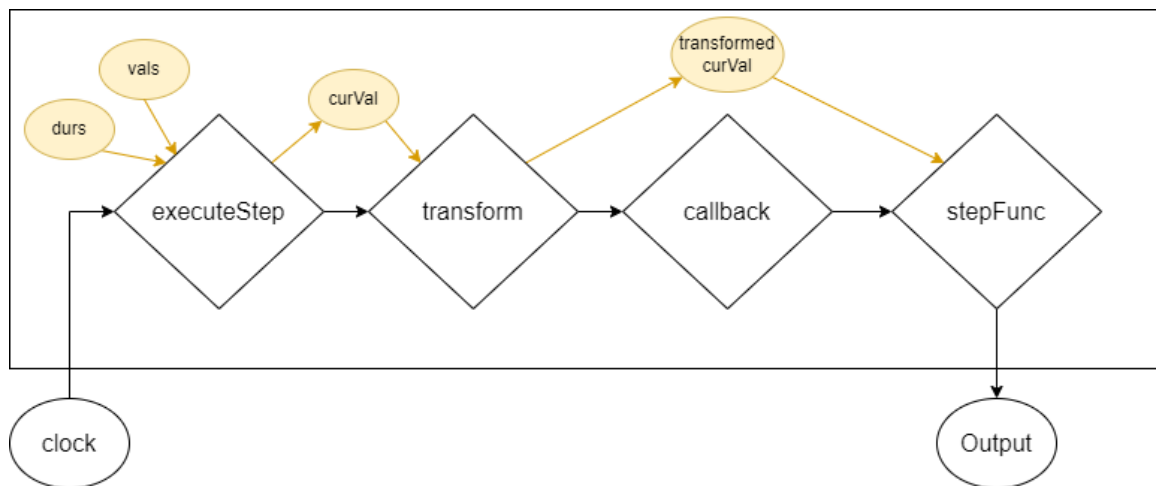 transformed
curVal
vals
curVal
durs
executeStep
transform
callback
stepFunc
clock
Output